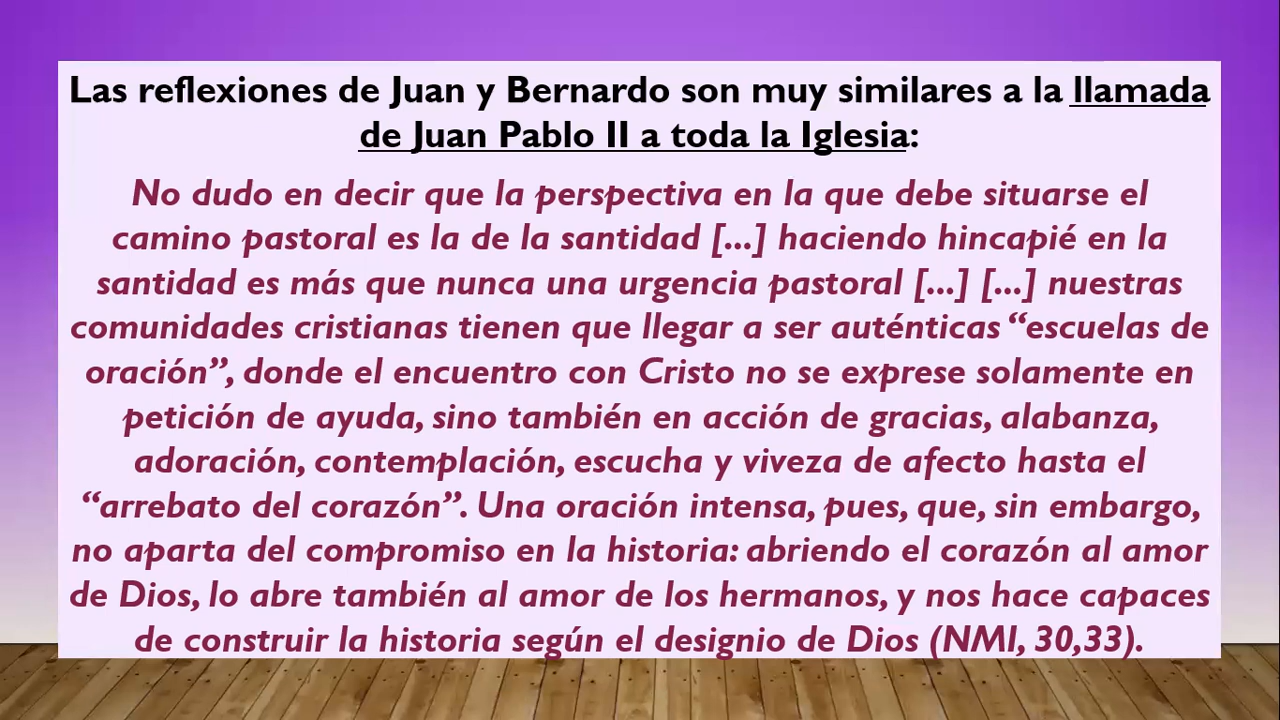 Las reflexiones de Juan y Bernardo son muy similares a la llamada
de Juan Pablo II a toda la Iglesia:
No dudo en decir que la perspectiva en la que debe situarse el
camino pastoral es la de la santidad [...] haciendo hincapié en la
santidad es más que nunca una urgencia pastoral [...] [...] nuestras
comunidades cristianas tienen que llegar a ser auténticas “escuelas de
oración”, donde el encuentro con Cristo no se exprese solamente en
petición de ayuda, sino también en acción de gracias, alabanza,
adoración, contemplación, escucha y viveza de afecto hasta el
“arrebato del corazón”. Una oración intensa, pues, que, sin embargo,
no aparta del compromiso en la historia: abriendo el corazón al amor
de Dios, lo abre también al amor de los hermanos, y nos hace capaces
de construir la historia según el designio de Dios (NMI, 30,33).